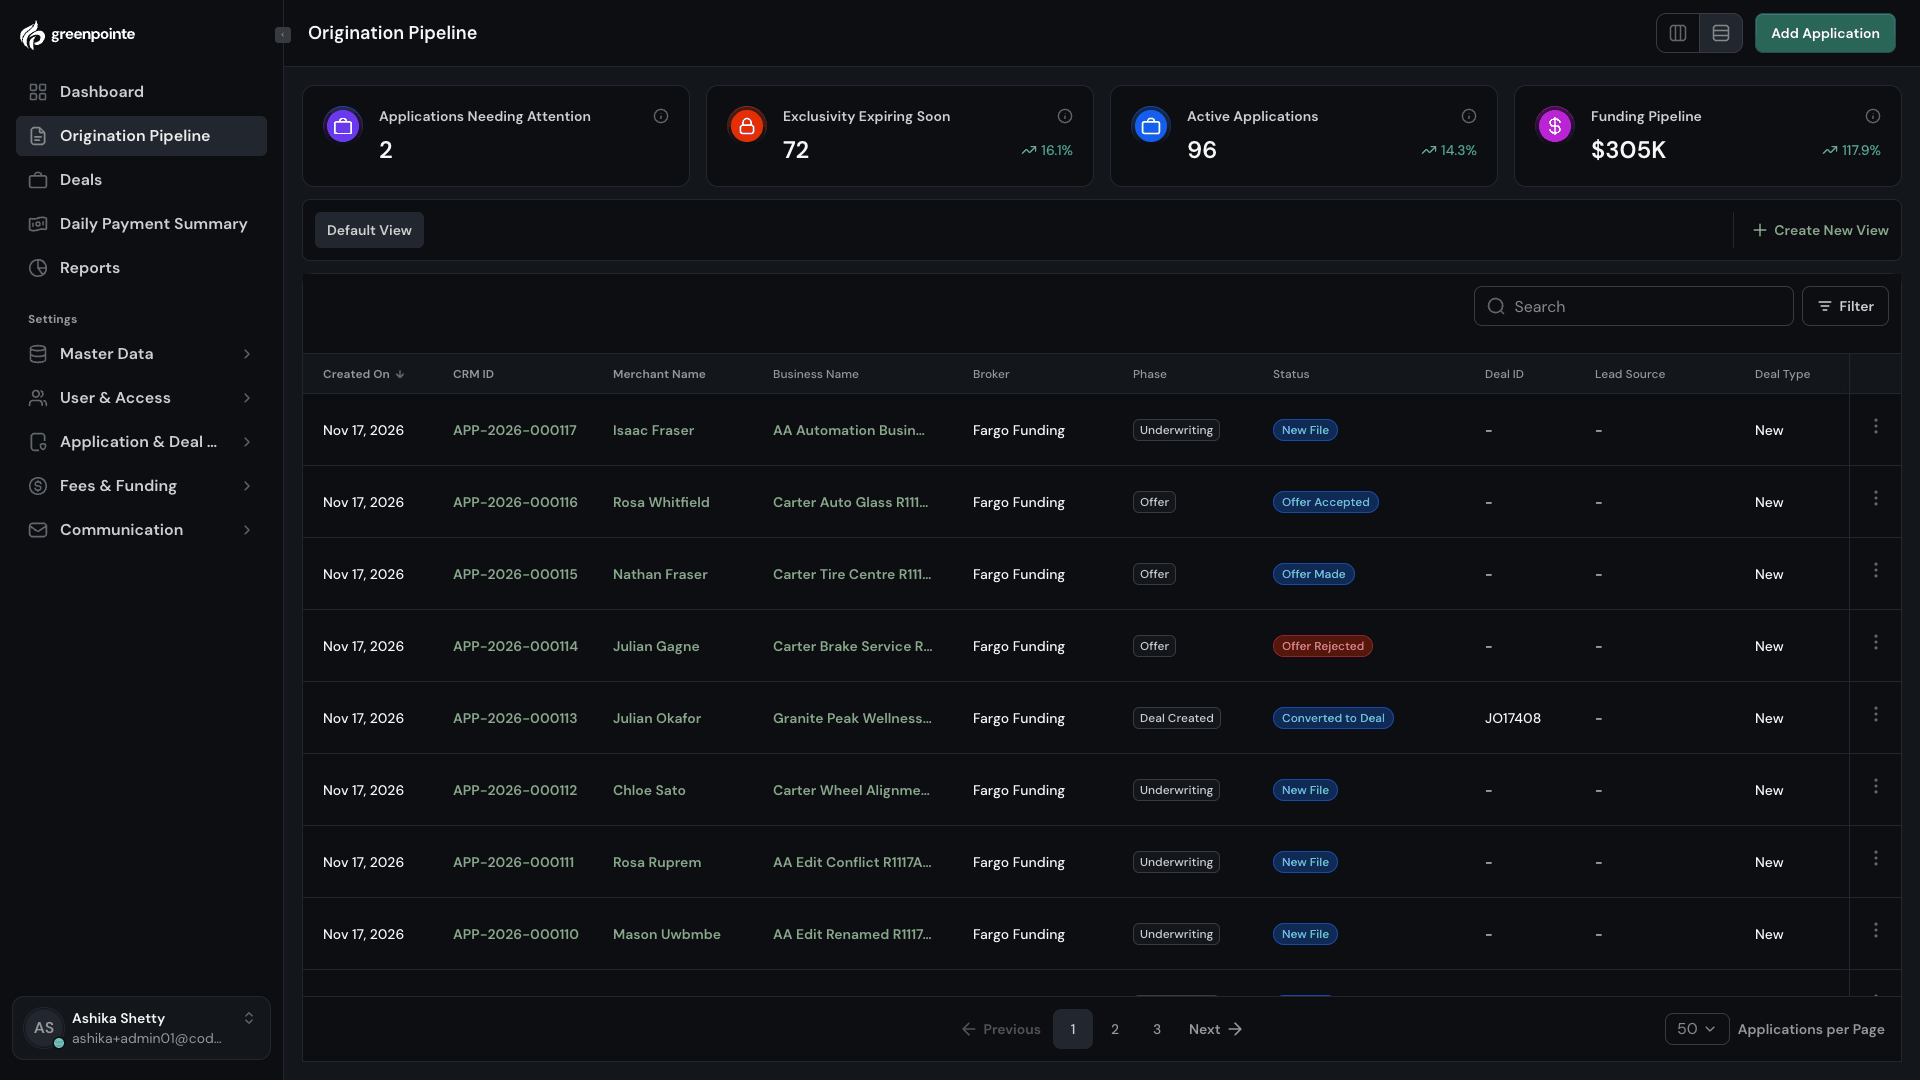 greenpointe
Origination Pipeline
Add Application
Dashboard
Origination Pipeline
Deals
Daily Payment Summary
Reports
Settings
Master Data
User & Access
Application & Deal ...
Fees & Funding
Communication
Applications Needing Attention
2
Exclusivity Expiring Soon
72
16.1%
Active Applications
96
14.3%
Funding Pipeline
$305K
117.9%
Default View
Create New View
Search
Filter
Created On CRM ID Merchant Name Business Name Broker Phase Status Deal ID Lead Source Deal Type
Nov 17, 2026 APP-2026-000117 Isaac Fraser AA Automation Busin... Fargo Funding Underwriting New File - - New
Nov 17, 2026 APP-2026-000116 Rosa Whitfield Carter Auto Glass R111... Fargo Funding Offer Offer Accepted - - New
Nov 17, 2026 APP-2026-000115 Nathan Fraser Carter Tire Centre R111... Fargo Funding Offer Offer Made - - New
Nov 17, 2026 APP-2026-000114 Julian Gagne Carter Brake Service R... Fargo Funding Offer Offer Rejected - - New
Nov 17, 2026 APP-2026-000113 Julian Okafor Granite Peak Wellness... Fargo Funding Deal Created Converted to Deal JO17408 - New
Nov 17, 2026 APP-2026-000112 Chloe Sato Carter Wheel Alignme... Fargo Funding Underwriting New File - - New
Nov 17, 2026 APP-2026-000111 Rosa Ruprem AA Edit Conflict R1117A... Fargo Funding Underwriting New File - - New
Nov 17, 2026 APP-2026-000110 Mason Uwbmbe AA Edit Renamed R1117... Fargo Funding Underwriting New File - - New
Previous 1 2 3 Next
50 Applications per Page
AS
Ashika Shetty
ashika+admin01@cod...